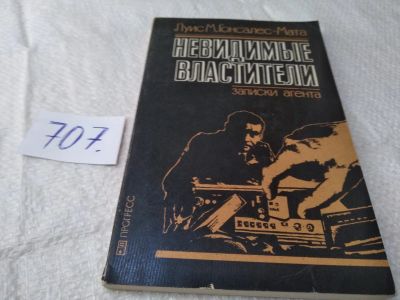 Луис М. Гонсалес-Мата
НЕВИДИМЫЕ
ВЛАСТИТЕЛИ
записки агента
707.
ПРОГРЕСС